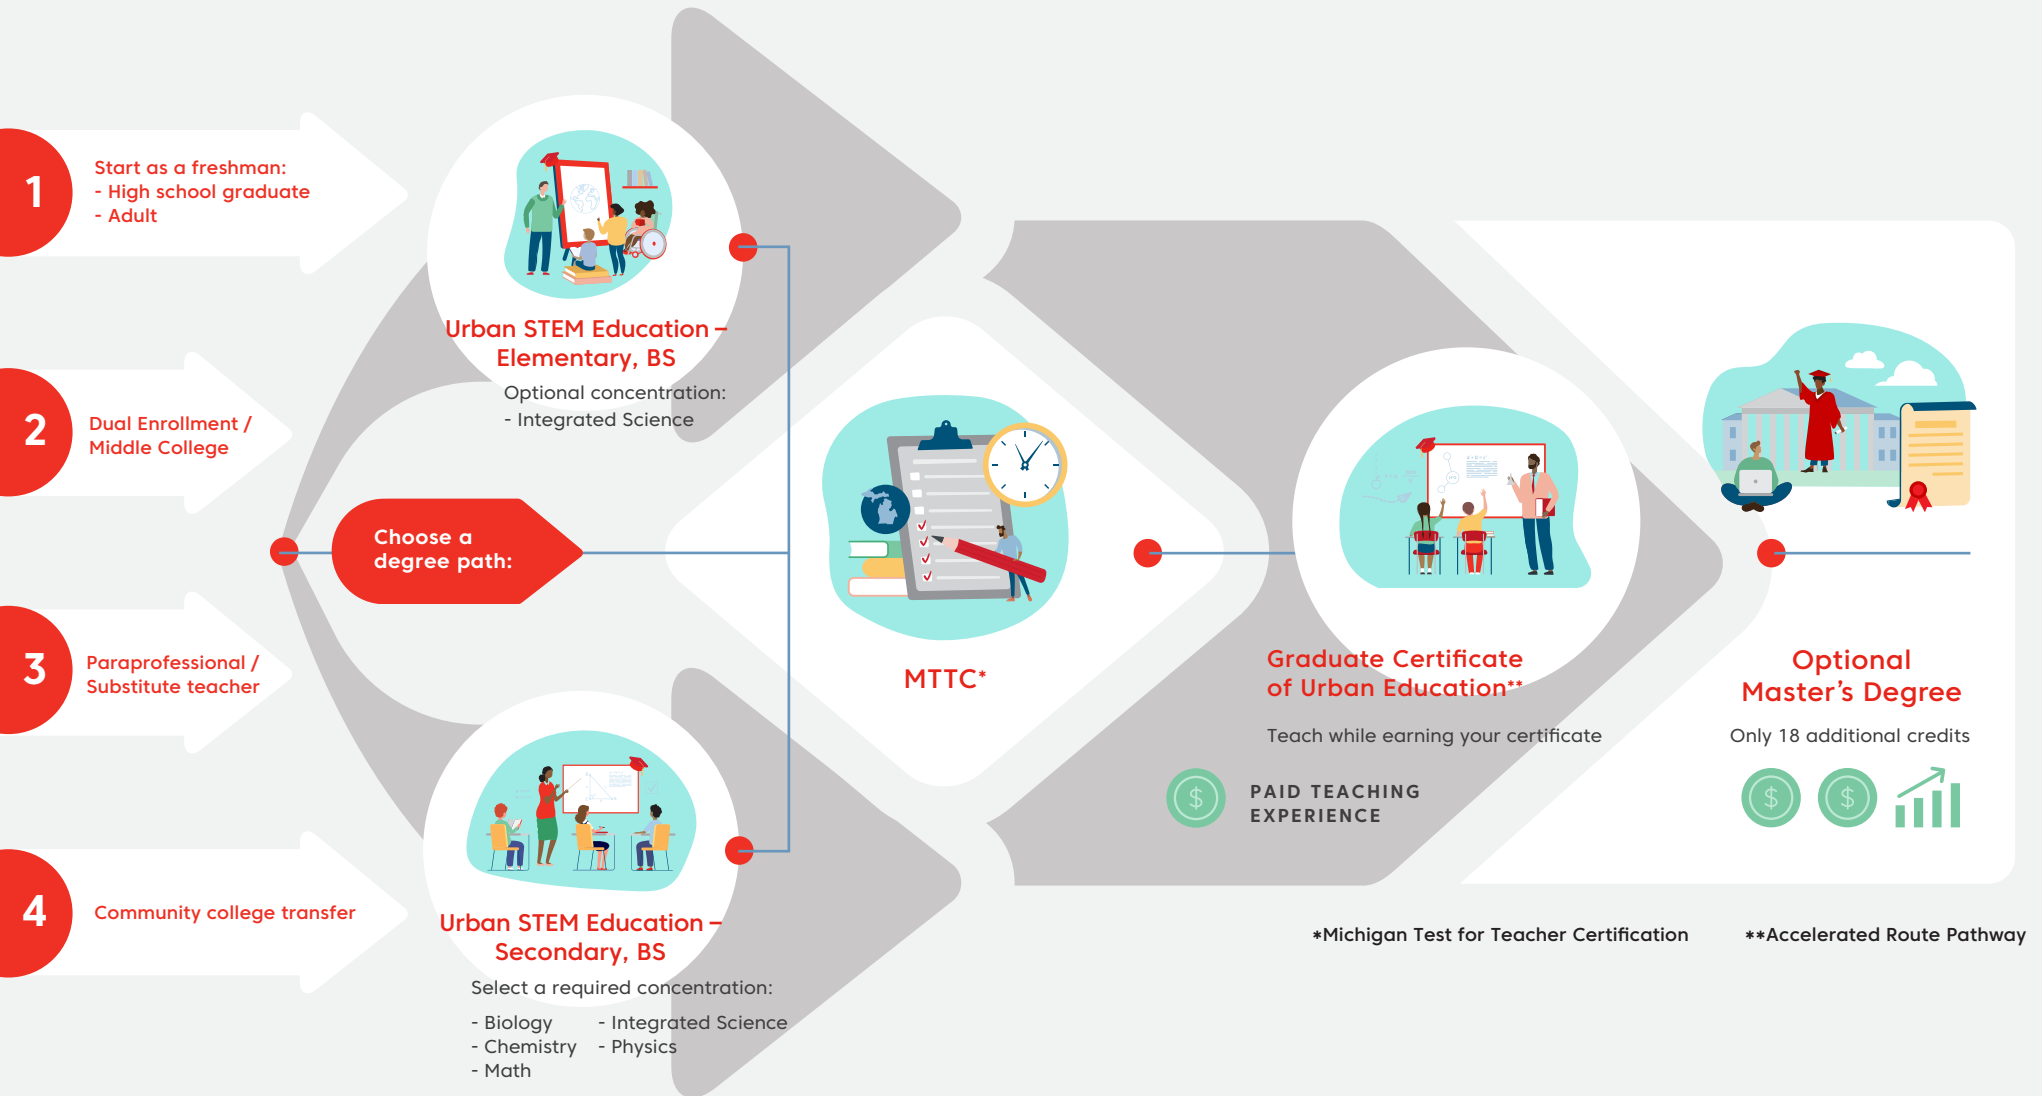 1
Start as a freshman:
- High school graduate
- Adult
2
Dual Enrollment /
Middle College
3
Paraprofessional /
Substitute teacher
4
Community college transfer
Choose a
degree path:
Urban STEM Education –
Elementary, BS
Optional concentration:
- Integrated Science
Urban STEM Education –
Secondary, BS
Select a required concentration:
- Biology
- Chemistry
- Math
- Integrated Science
- Physics
MTTC*
Graduate Certificate
of Urban Education**
Teach while earning your certificate
$
PAID TEACHING
EXPERIENCE
Optional
Master's Degree
Only 18 additional credits
$ $
*Michigan Test for Teacher Certification
**Accelerated Route Pathway